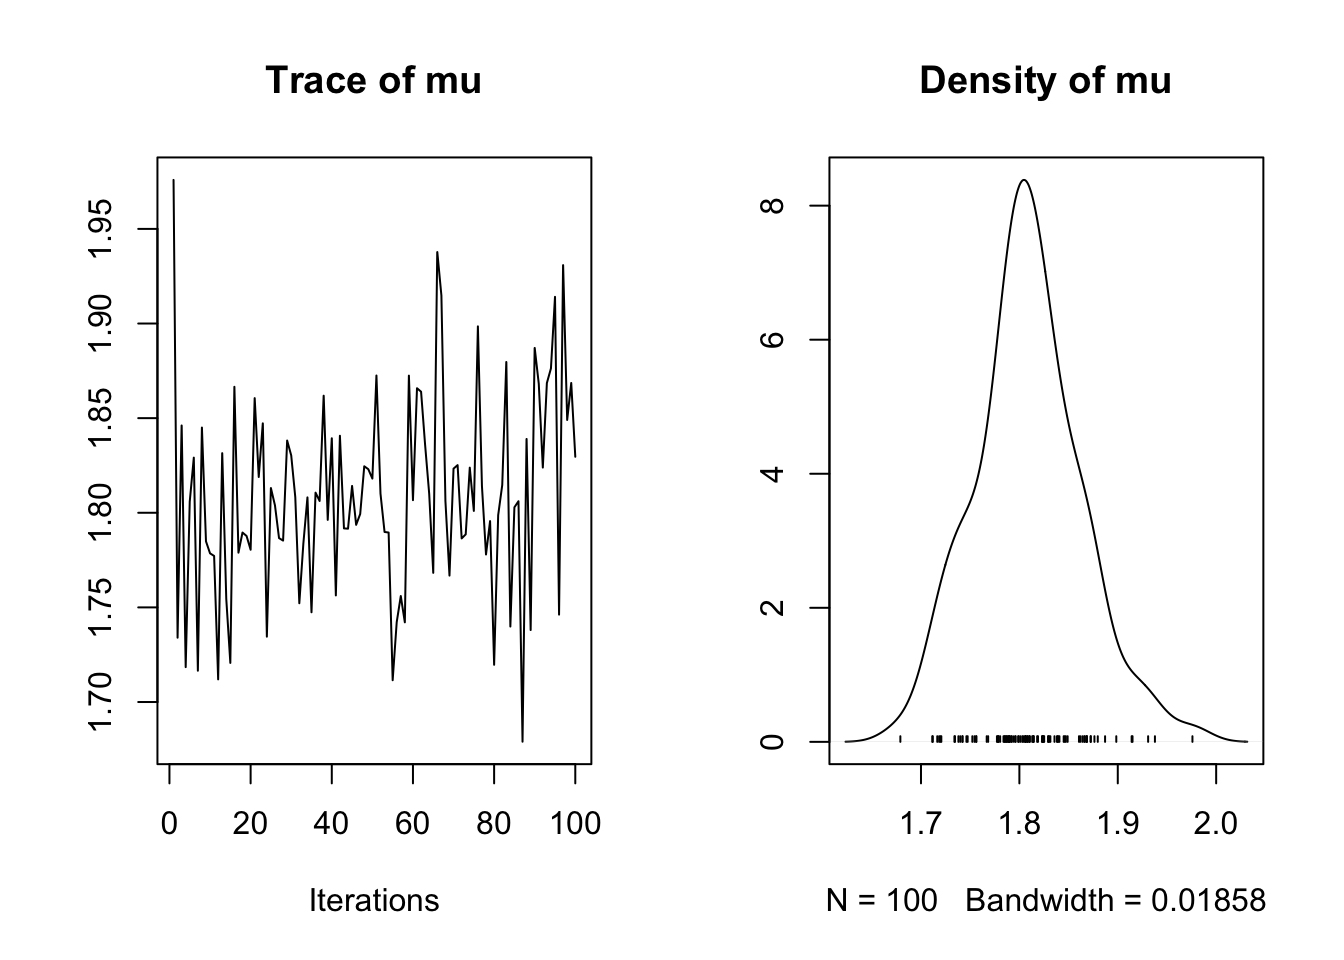 Trace of mu
1.95
1.90
1.85
1.80
1.75
1.70
0 20 40 60 80 100
Iterations
Density of mu
8
6
4
2
0
1.7 1.8 1.9 2.0
N = 100 Bandwidth = 0.01858